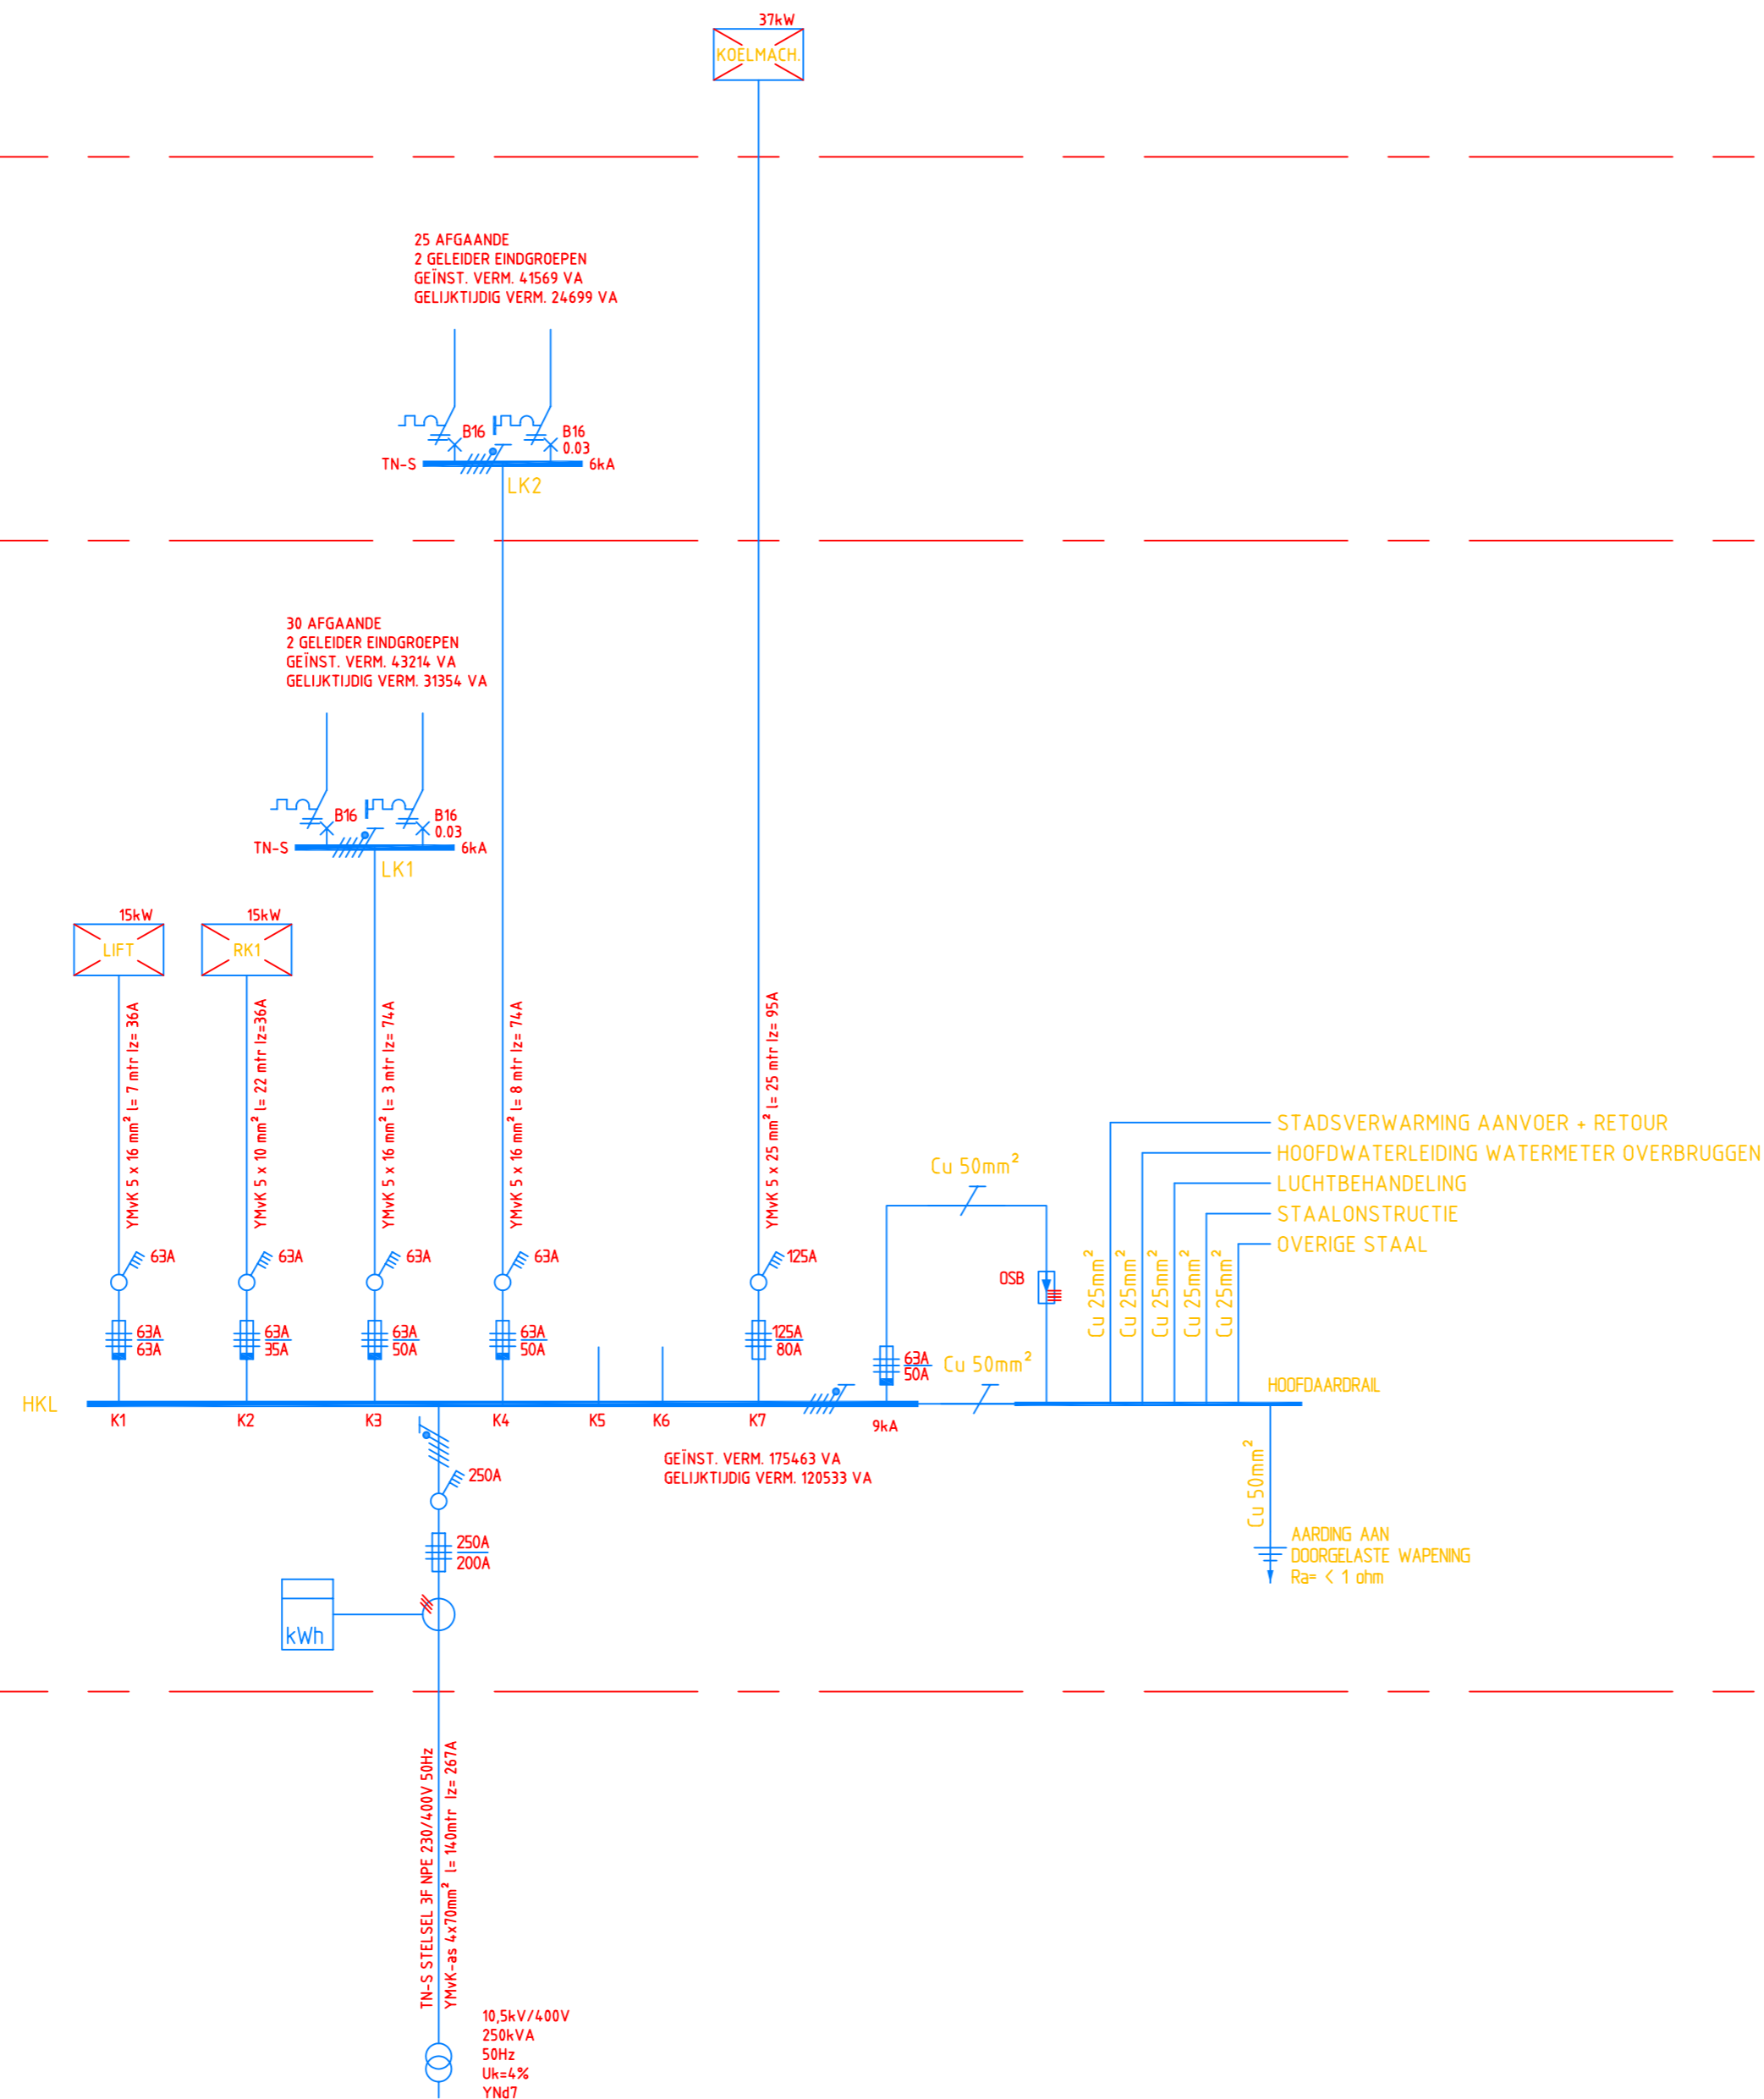 37kW
KOELMACH.
25 AFGAANDE
2 GELEIDER EINDGROEPEN
GEÏNST. VERM. 41569 VA
GELIJKTIJDIG VERM. 24699 VA
B16
B16
0.03
TN-S
6kA
LK2
30 AFGAANDE
2 GELEIDER EINDGROEPEN
GEÏNST. VERM. 43214 VA
GELIJKTIJDIG VERM. 31354 VA
B16
B16
0.03
TN-S
6kA
LK1
15kW
LIFT
15kW
RK1
YMvK 5 x 16 mm² l= 7 mtr Iz= 36A
YMvK 5 x 10 mm² l= 22 mtr Iz=36A
YMvK 5 x 16 mm² l= 3 mtr Iz= 74A
YMvK 5 x 16 mm² l= 8 mtr Iz= 74A
YMvK 5 x 25 mm² l= 25 mtr Iz= 95A
STADSVERWARMING AANVOER + RETOUR
HOOFDWATERLEIDING WATERMETER OVERBRUGGEN
LUCHTBEHANDELING
STAALONSTRUCTIE
OVERIGE STAAL
Cu 50mm²
63A
63A
63A
63A
125A
OSB
Cu 25mm²
Cu 25mm²
Cu 25mm²
Cu 25mm²
Cu 25mm²
63A
63A
63A
35A
63A
50A
63A
50A
125A
80A
63A
50A
Cu 50mm²
HOOFDAARDRAIL
HKL
K1
K2
K3
K4
K5
K6
K7
9kA
GEÏNST. VERM. 175463 VA
GELIJKTIJDIG VERM. 120533 VA
250A
250A
200A
Cu 50mm²
AARDING AAN
DOORGELASTE WAPENING
Ra= < 1 ohm
kWh
TN-S STELSEL 3F NPE 230/400V 50Hz
YMvK-as 4x70mm² l= 140mtr Iz= 267A
10,5kV/400V
250kVA
50Hz
Uk=4%
YNd7